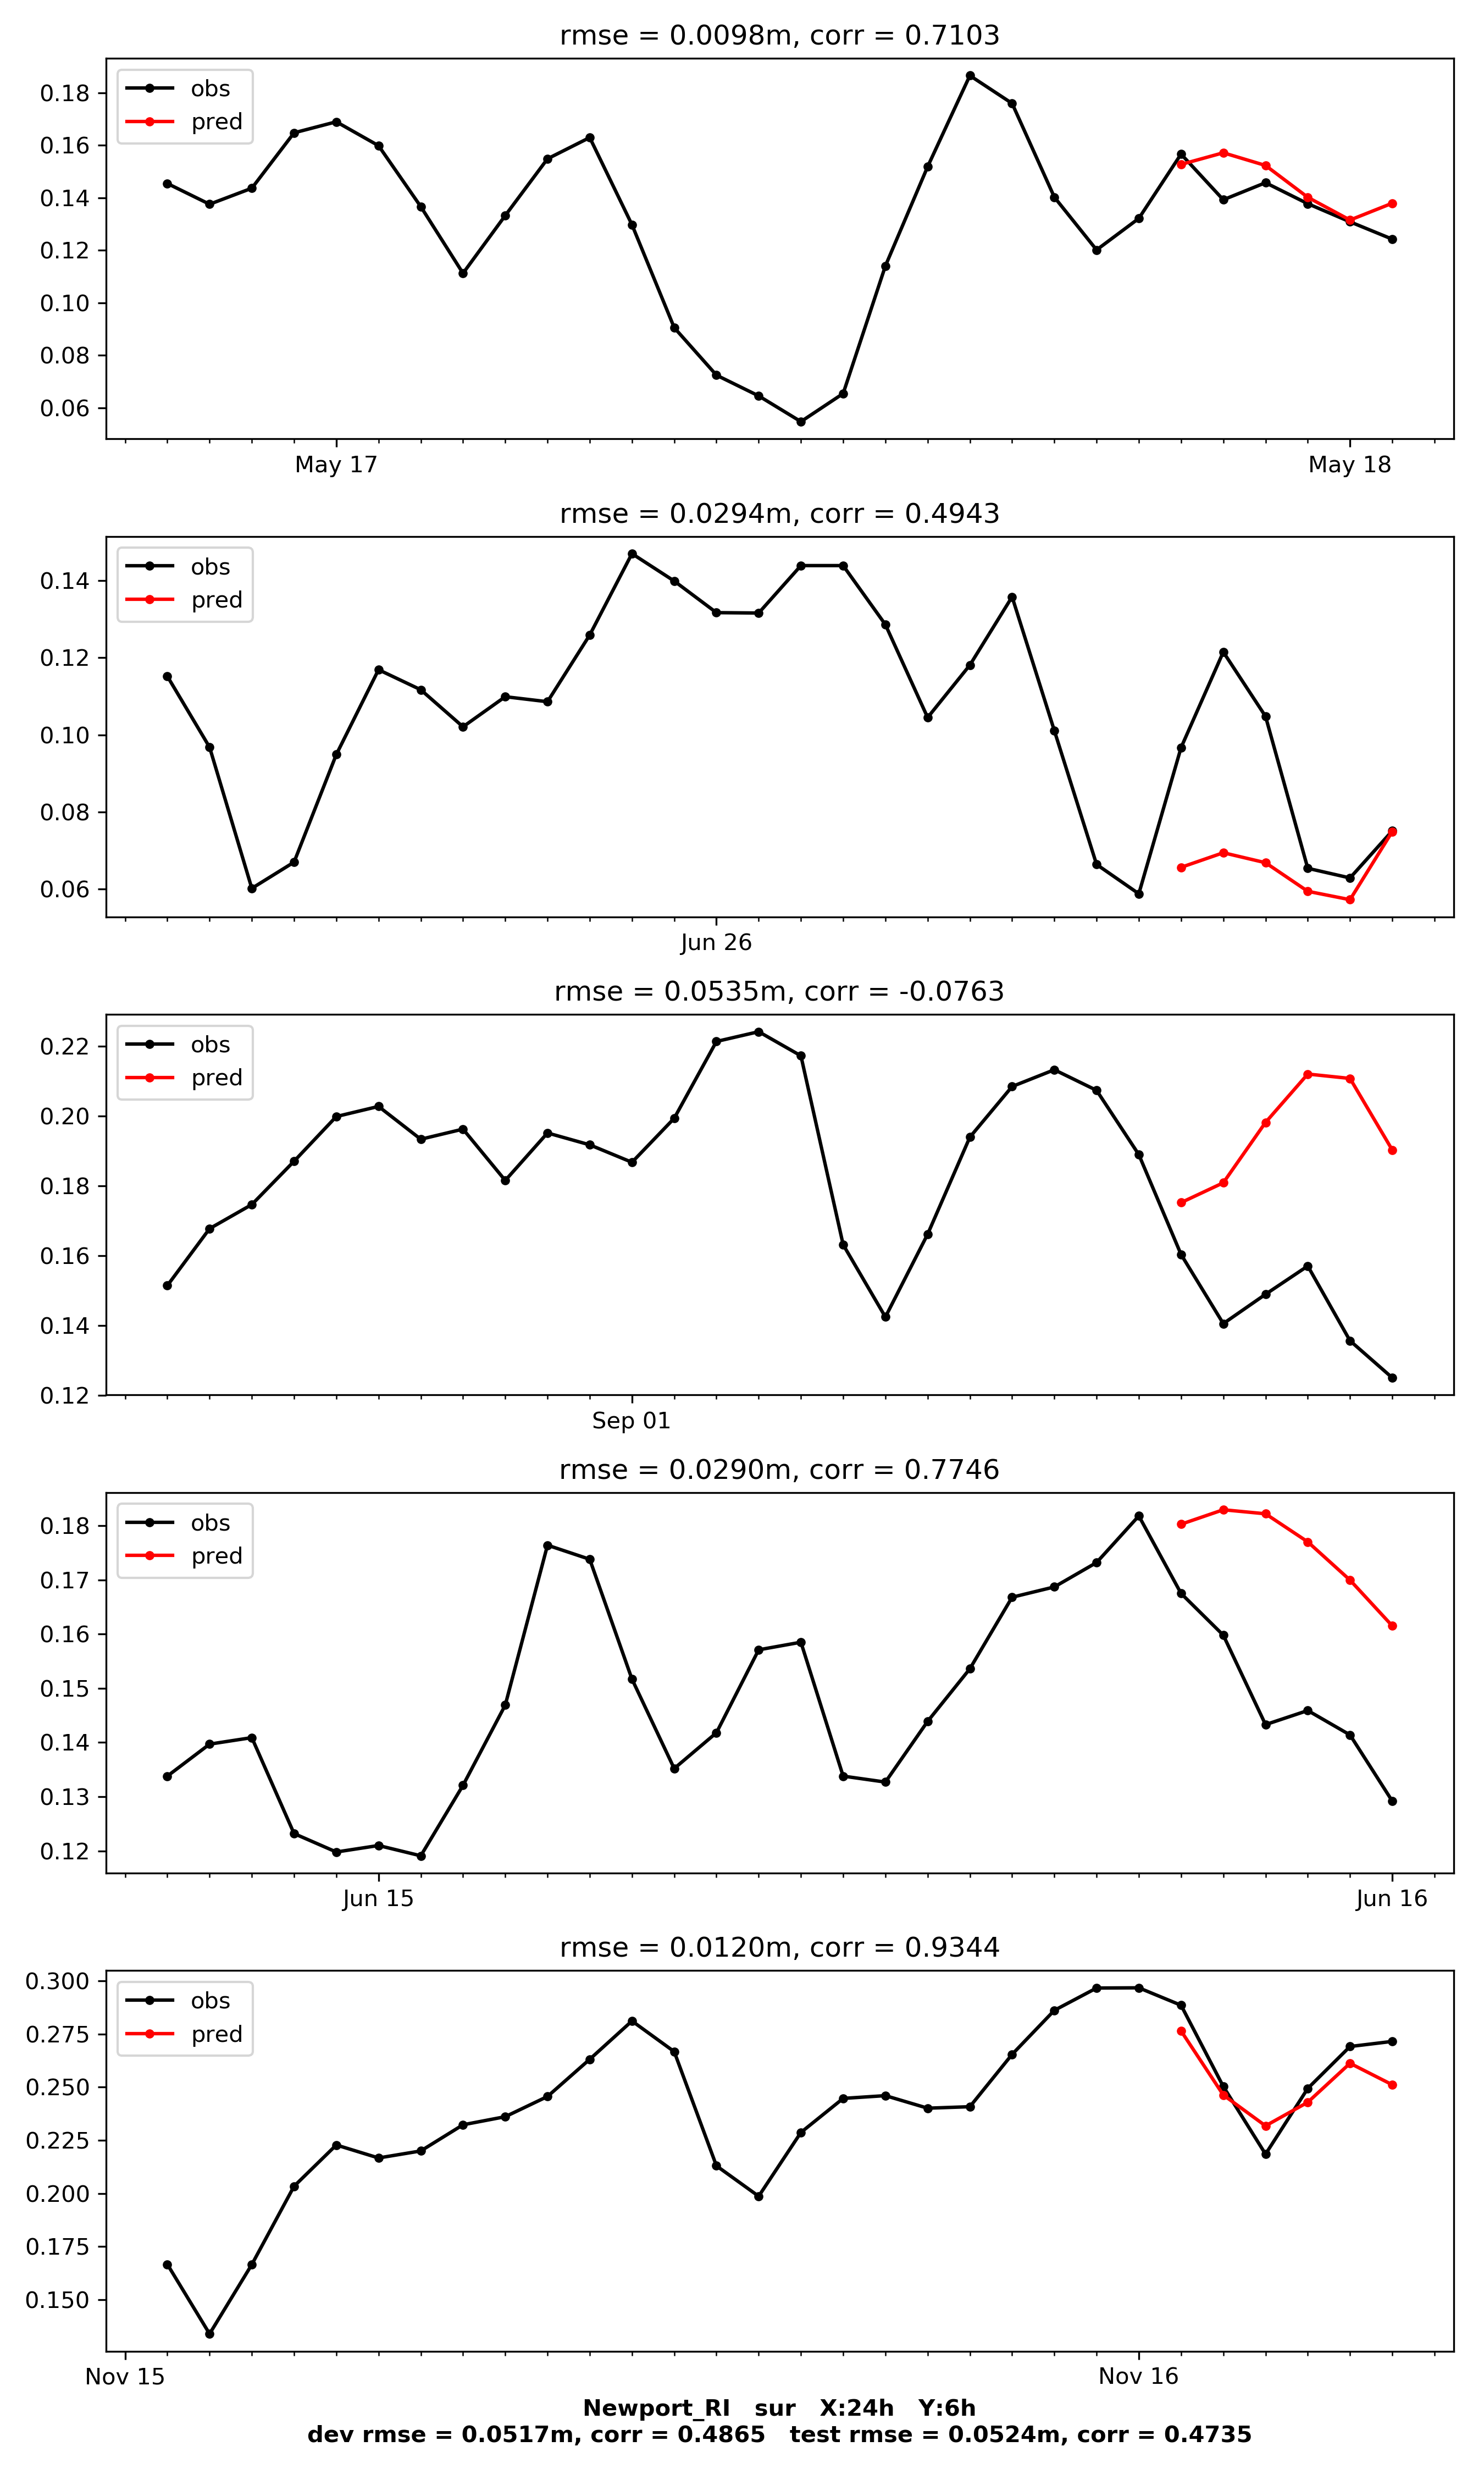 rmse = 0.0098m, corr = 0.7103
obs
pred
0.18
0.16
0.14
0.12
0.10
0.08
0.06
May 17 May 18
rmse = 0.0294m, corr = 0.4943
obs
pred
0.14
0.12
0.10
0.08
0.06
Jun 26
rmse = 0.0535m, corr = -0.0763
obs
pred
0.22
0.20
0.18
0.16
0.14
0.12
Sep 01
rmse = 0.0290m, corr = 0.7746
obs
pred
0.18
0.17
0.16
0.15
0.14
0.13
0.12
Jun 15 Jun 16
rmse = 0.0120m, corr = 0.9344
obs
pred
0.300
0.275
0.250
0.225
0.200
0.175
0.150
Nov 15 Nov 16
Newport_RI sur X:24h Y:6h
dev rmse = 0.0517m, corr = 0.4865 test rmse = 0.0524m, corr = 0.4735